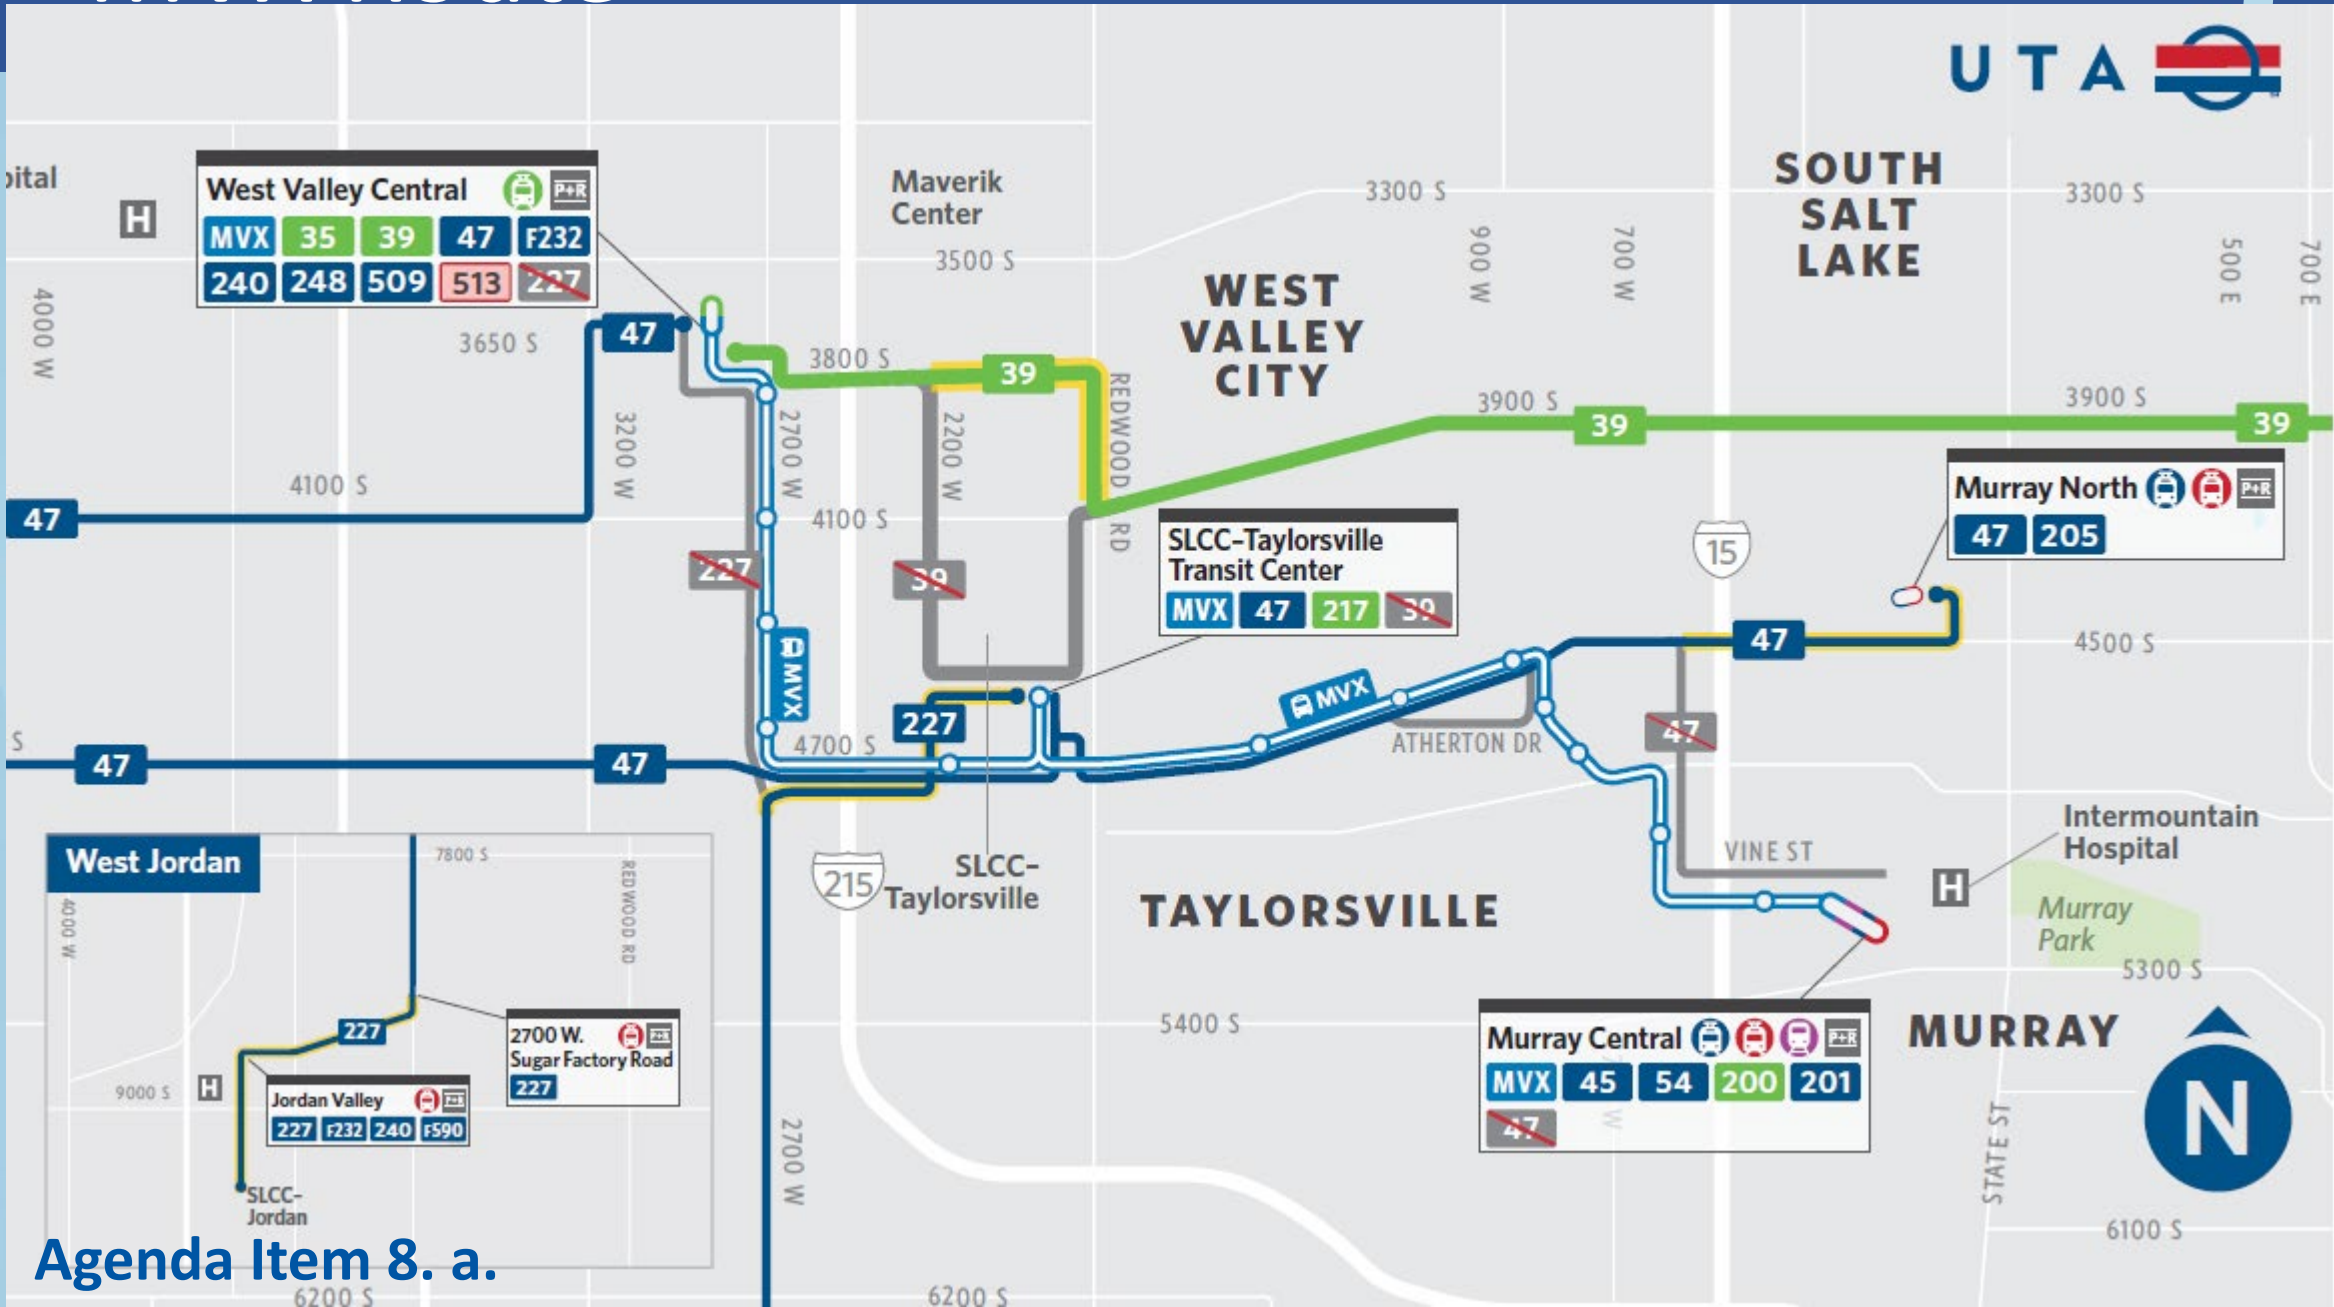 UTA
SOUTH
SALT
LAKE
West Valley Central P+R
MVX 35 39 47 F232
240 248 509 513 227
H
Maverik
Center
3300 S
3300 S
3500 S
900 W
700 W
500 E
700 E
4000 W
3650 S
47
WEST
VALLEY
CITY
3800 S
39
REDWOOD RD
3900 S
39
3900 S
39
3200 W
2700 W
2200 W
4100 S
47
4100 S
227
39
SLCC-Taylorsville
Transit Center
MVX 47 217 39
15
Murray North P+R
47 205
47
4500 S
MVX
MVX
227
4700 S
ATHERTON DR
47
S
47
47
SLCC-
Taylorsville
215
TAYLORSVILLE
VINE ST
H
Intermountain
Hospital
Murray
Park
5300 S
West Jordan
7800 S
4000 W
REDWOOD RD
227
2700 W.
Sugar Factory Road
227
P+R
9000 S
H
Jordan Valley P+R
227 F232 240 F590
SLCC-
Jordan
2700 W
5400 S
Murray Central P+R
MVX 45 54 200 201
47
W
MURRAY
N
STATE ST
6100 S
Agenda Item 8. a.
6200 S
6200 S